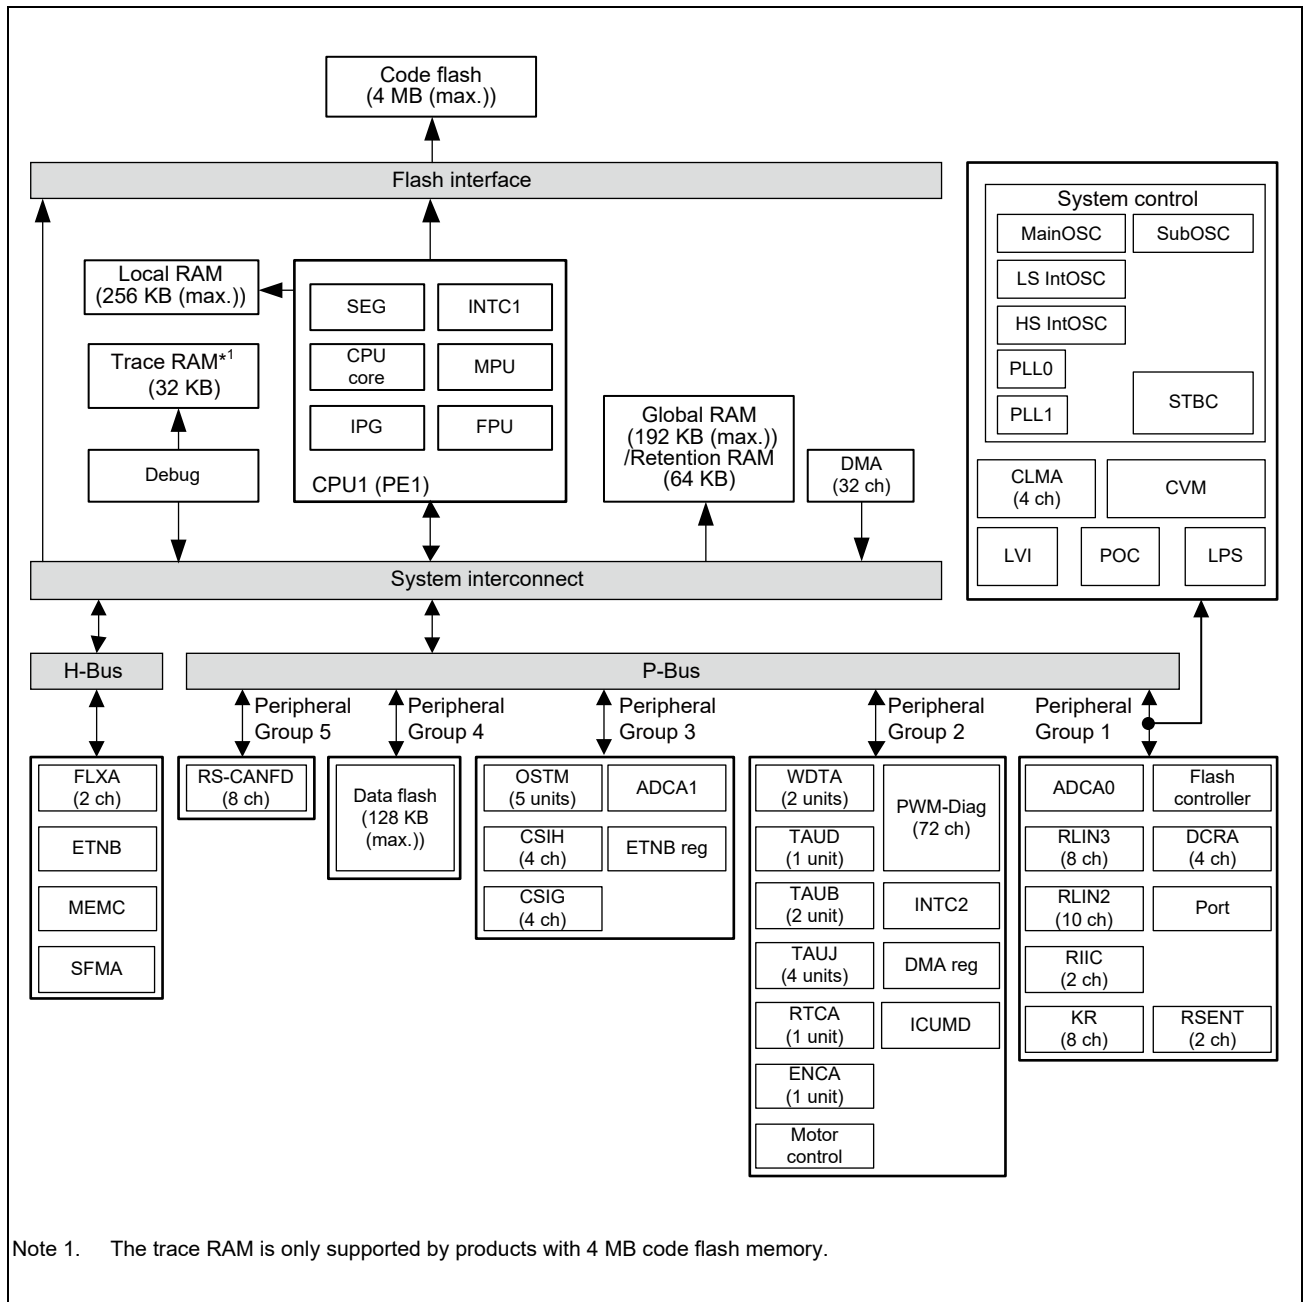 Code flash
(4 MB (max.))
Flash interface
System control
MainOSC
SubOSC
LS IntOSC
HS IntOSC
PLL0
PLL1
STBC
CLMA
(4 ch)
CVM
LVI
POC
LPS
Local RAM
(256 KB (max.))
Trace RAM*1
(32 KB)
Debug
SEG
INTC1
CPU
core
MPU
IPG
FPU
CPU1 (PE1)
Global RAM
(192 KB (max.))
/Retention RAM
(64 KB)
DMA
(32 ch)
System interconnect
H-Bus
P-Bus
Peripheral
Group 5
Peripheral
Group 4
Peripheral
Group 3
Peripheral
Group 2
Peripheral
Group 1
FLXA
(2 ch)
ETNB
MEMC
SFMA
RS-CANFD
(8 ch)
Data flash
(128 KB
(max.))
OSTM
(5 units)
ADCA1
CSIH
(4 ch)
ETNB reg
CSIG
(4 ch)
WDTA
(2 units)
PWM-Diag
(72 ch)
TAUD
(1 unit)
TAUB
(2 unit)
INTC2
TAUJ
(4 units)
DMA reg
RTCA
(1 unit)
ICUMD
ENCA
(1 unit)
Motor
control
ADCA0
Flash
controller
RLIN3
(8 ch)
DCRA
(4 ch)
RLIN2
(10 ch)
Port
RIIC
(2 ch)
KR
(8 ch)
RSENT
(2 ch)
Note 1. The trace RAM is only supported by products with 4 MB code flash memory.